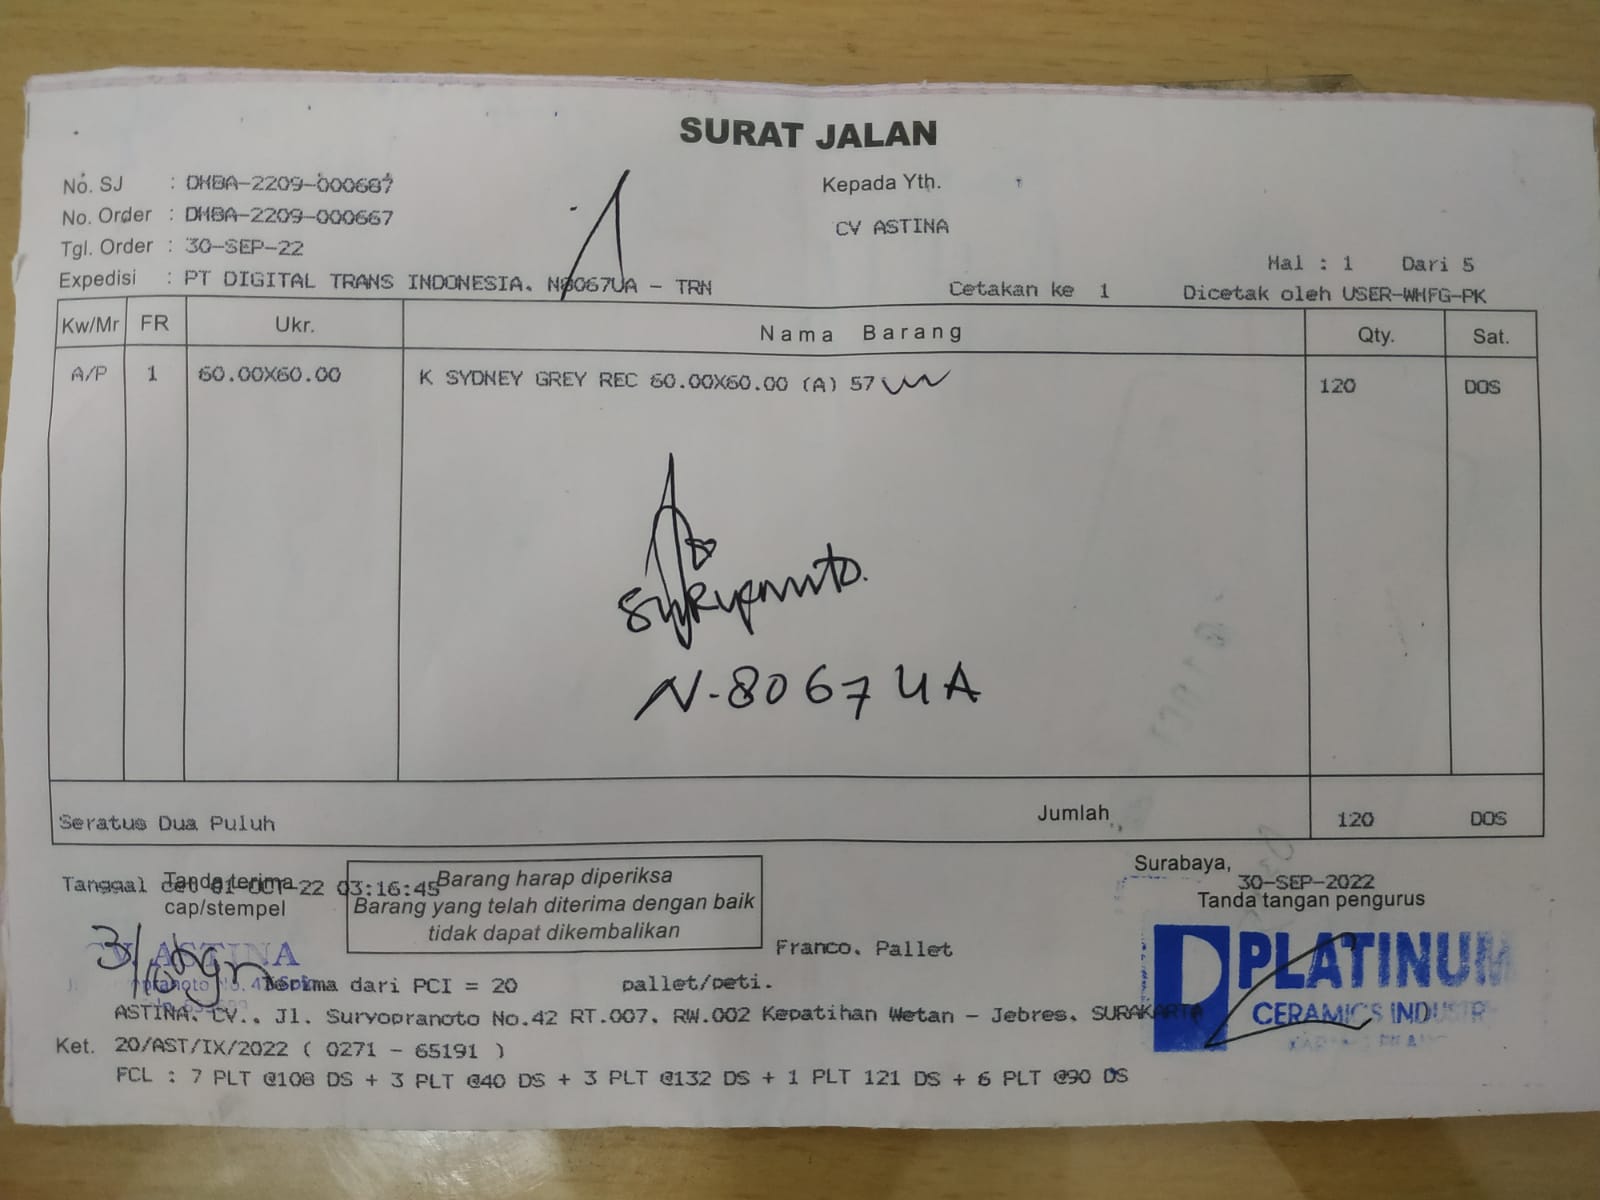 SURAT JALAN
No. SJ : DHBA-2209-000687
No. Order : DHBA-2209-000667
Tgl. Order : 30-SEP-22
Expedisi : PT DIGITAL TRANS INDONESIA. N8067UA - TRN
Kepada Yth.
CV ASTINA
Hal : 1 Dari 5
Cetakan ke 1 Dicetak oleh USER-WHFG-PK
Kw/Mr FR Ukr. Nama Barang Qty. Sat.
A/P 1 60.00X60.00 K SYDNEY GREY REC 60.00X60.00 (A) 57 120 DOS
N-8067UA
Seratus Dua Puluh Jumlah 120 DOS
Tanggal cet 01-OCT-22 03:16:45
Tanda terima
cap/stempel
Barang harap diperiksa
Barang yang telah diterima dengan baik
tidak dapat dikembalikan
Surabaya,
30-SEP-2022
Tanda tangan pengurus
CV ASTINA
PLATINUM
CERAMICS INDUSTRY
Franco. Pallet
Terima dari PCI = 20 pallet/peti.
ASTINA. CV., Jl. Suryopranoto No.42 RT.007. RW.002 Kepatihan Wetan - Jebres. SURAKARTA
Ket. 20/AST/IX/2022 ( 0271 - 65191 )
FCL : 7 PLT @108 DS + 3 PLT @40 DS + 3 PLT @132 DS + 1 PLT 121 DS + 6 PLT @90 DS